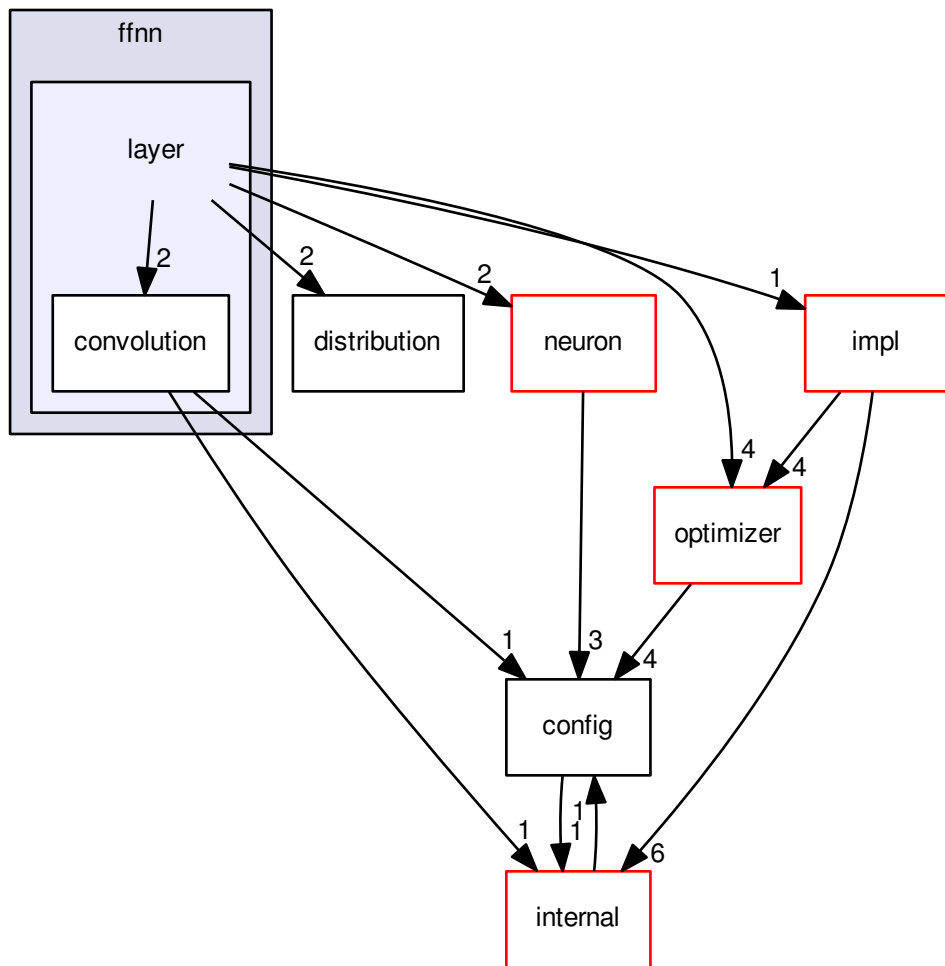 ffnn
layer
2
2
2
1
convolution
distribution
neuron
impl
4
4
optimizer
1
3
4
config
1
1
1
6
internal